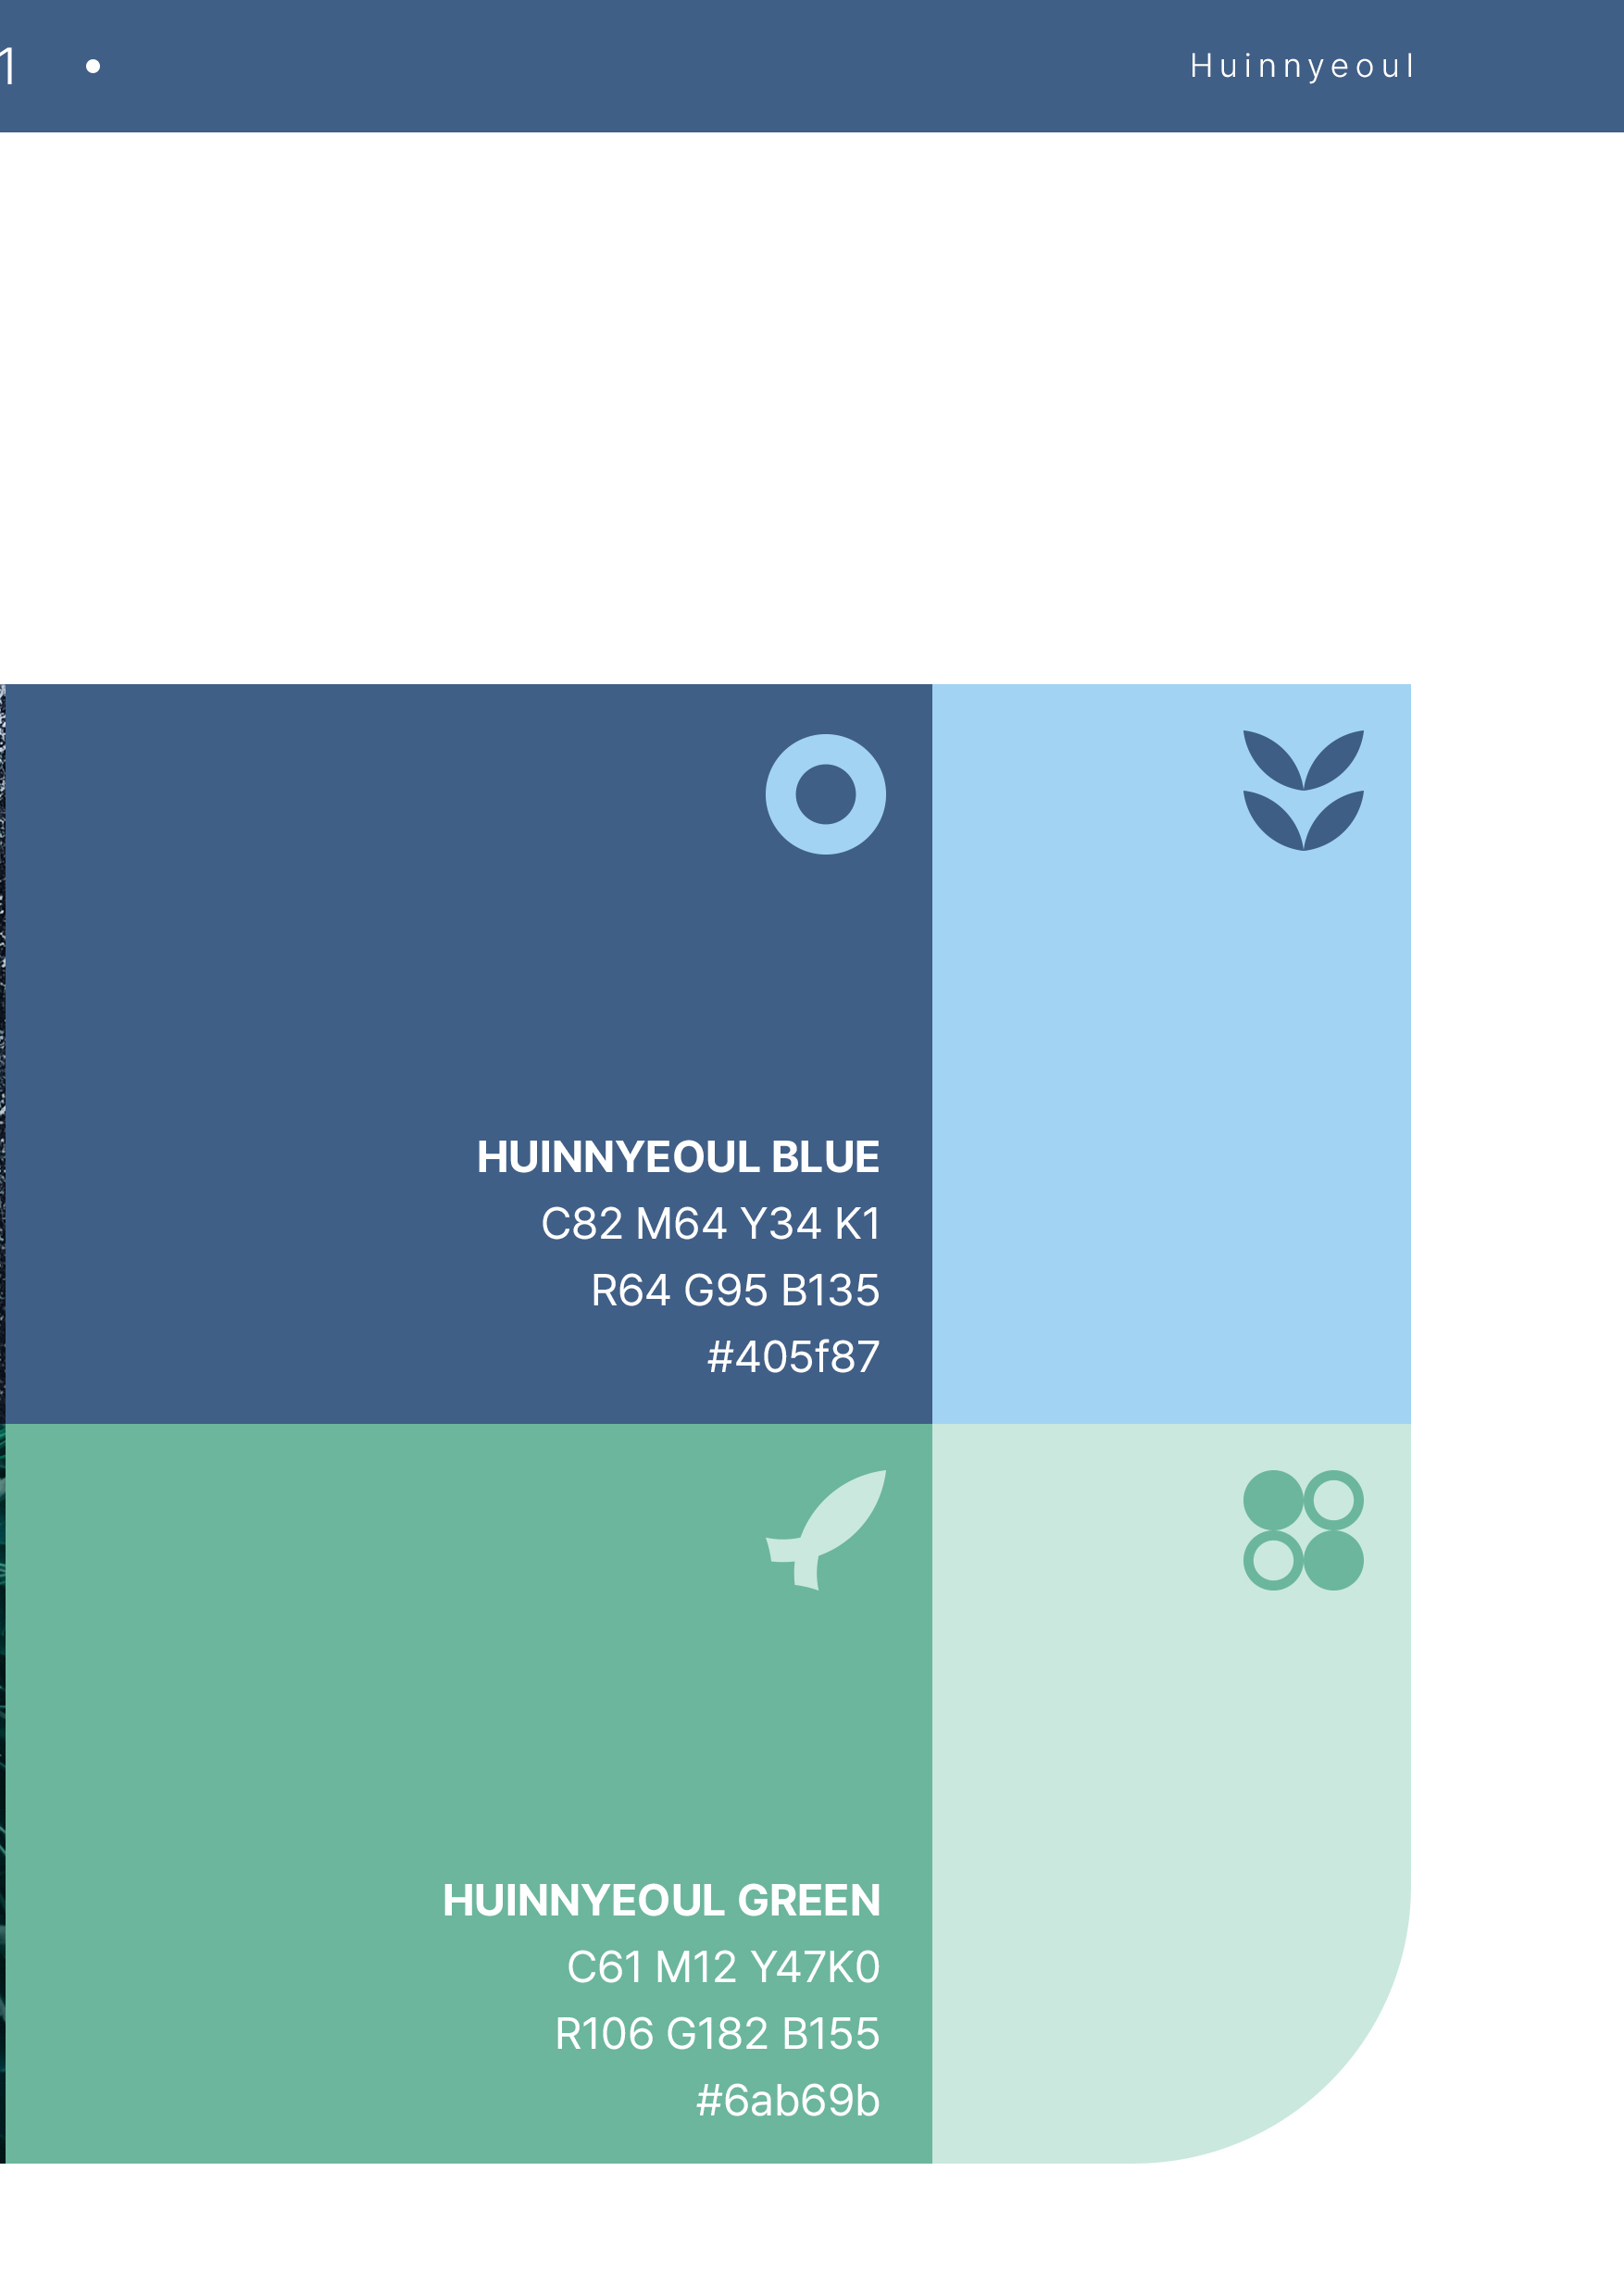 1 •
Huinnyeoul
HUINNYEOUL BLUE
C82 M64 Y34 K1
R64 G95 B135
#405f87
HUINNYEOUL GREEN
C61 M12 Y47K0
R106 G182 B155
#6ab69b